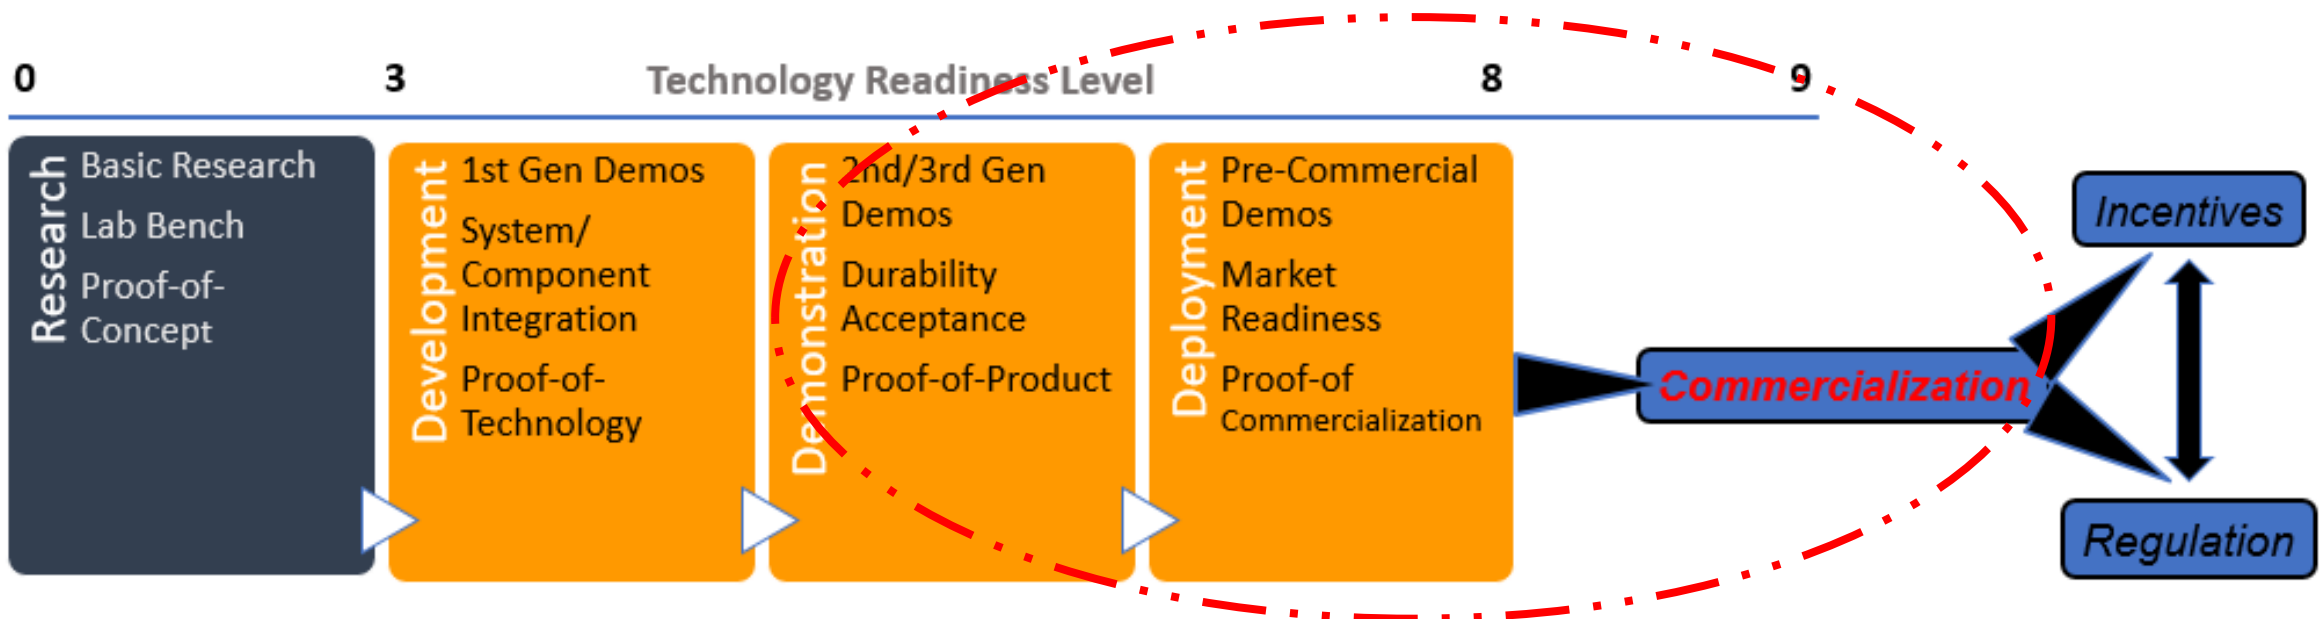 0 3 Technology Readiness Level 8 9
Research
Basic Research
Lab Bench
Proof-of-
Concept
Development
1st Gen Demos
System/
Component
Integration
Proof-of-
Technology
Demonstration
2nd/3rd Gen
Demos
Durability
Acceptance
Proof-of-Product
Deployment
Pre-Commercial
Demos
Market
Readiness
Proof-of
Commercialization
Commercialization
Incentives
Regulation